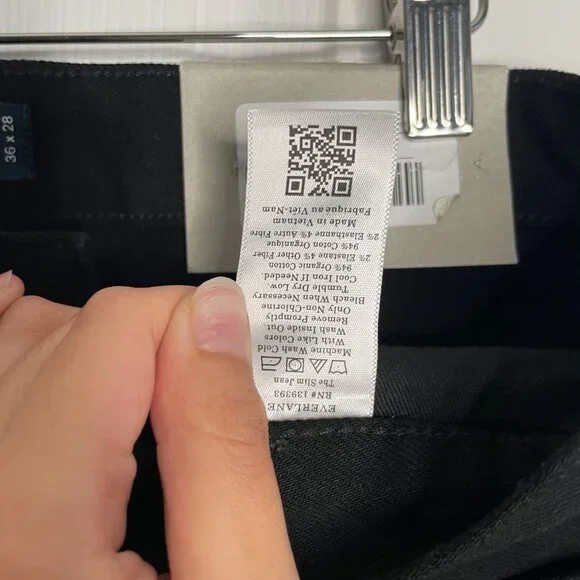 36 x 28
EVERLANE
RN# 139393
The Slim Jean
Machine Wash Cold
With Like Colors
Wash Inside Out
Remove Promptly
Only Non-Chlorine
Bleach When Necessary
Tumble Dry Low.
Cool Iron If Needed.
94% Organic Cotton
2% Elastane 4% Other Fiber
94% Coton Organique
2% Elasthanne 4% Autre Fibre
Made in Vietnam
Fabriqué au Viêt-Nam